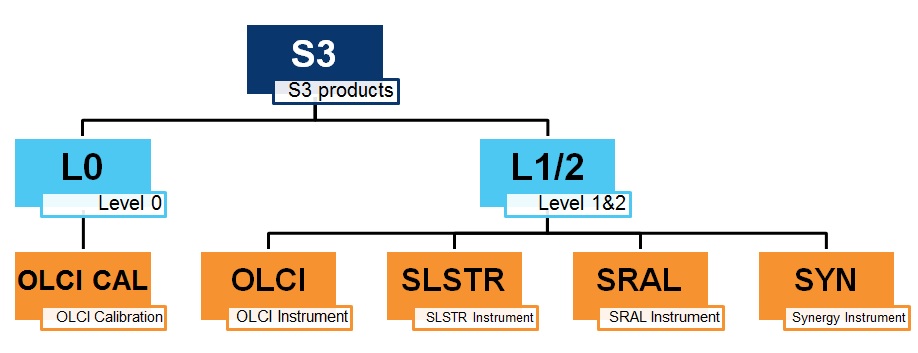 S3
S3 products
L0
Level 0
L1/2
Level 1&2
OLCI CAL
OLCI Calibration
OLCI
OLCI Instrument
SLSTR
SLSTR Instrument
SRAL
SRAL Instrument
SYN
Synergy Instrument